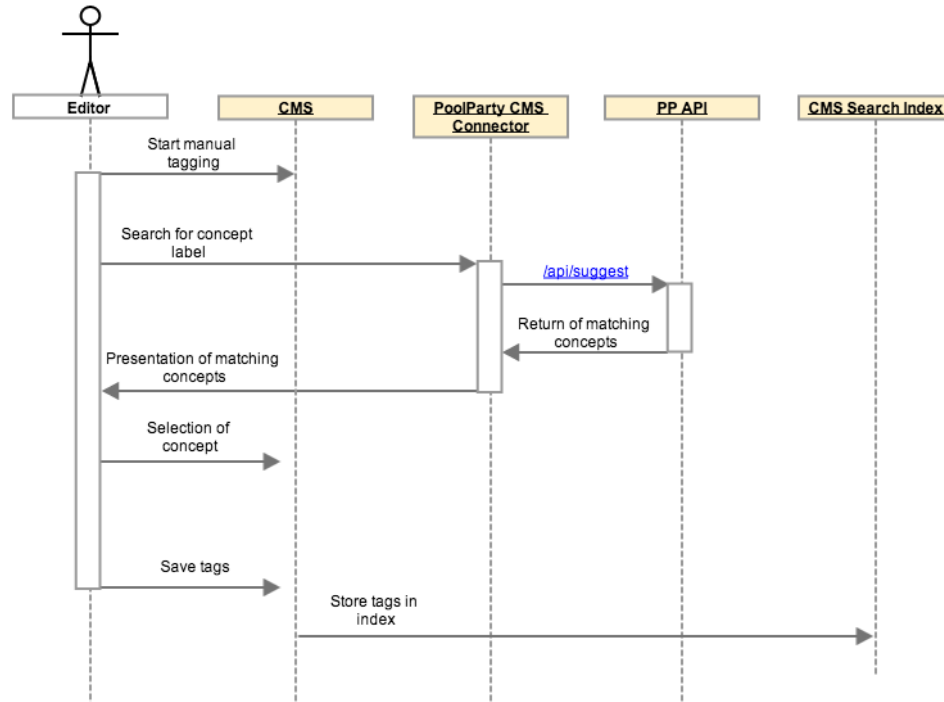 Editor
CMS
PoolParty CMS
Connector
PP API
CMS Search Index
Start manual
tagging
Search for concept
label
/api/suggest
Return of matching
concepts
Presentation of matching
concepts
Selection of
concept
Save tags
Store tags in
index